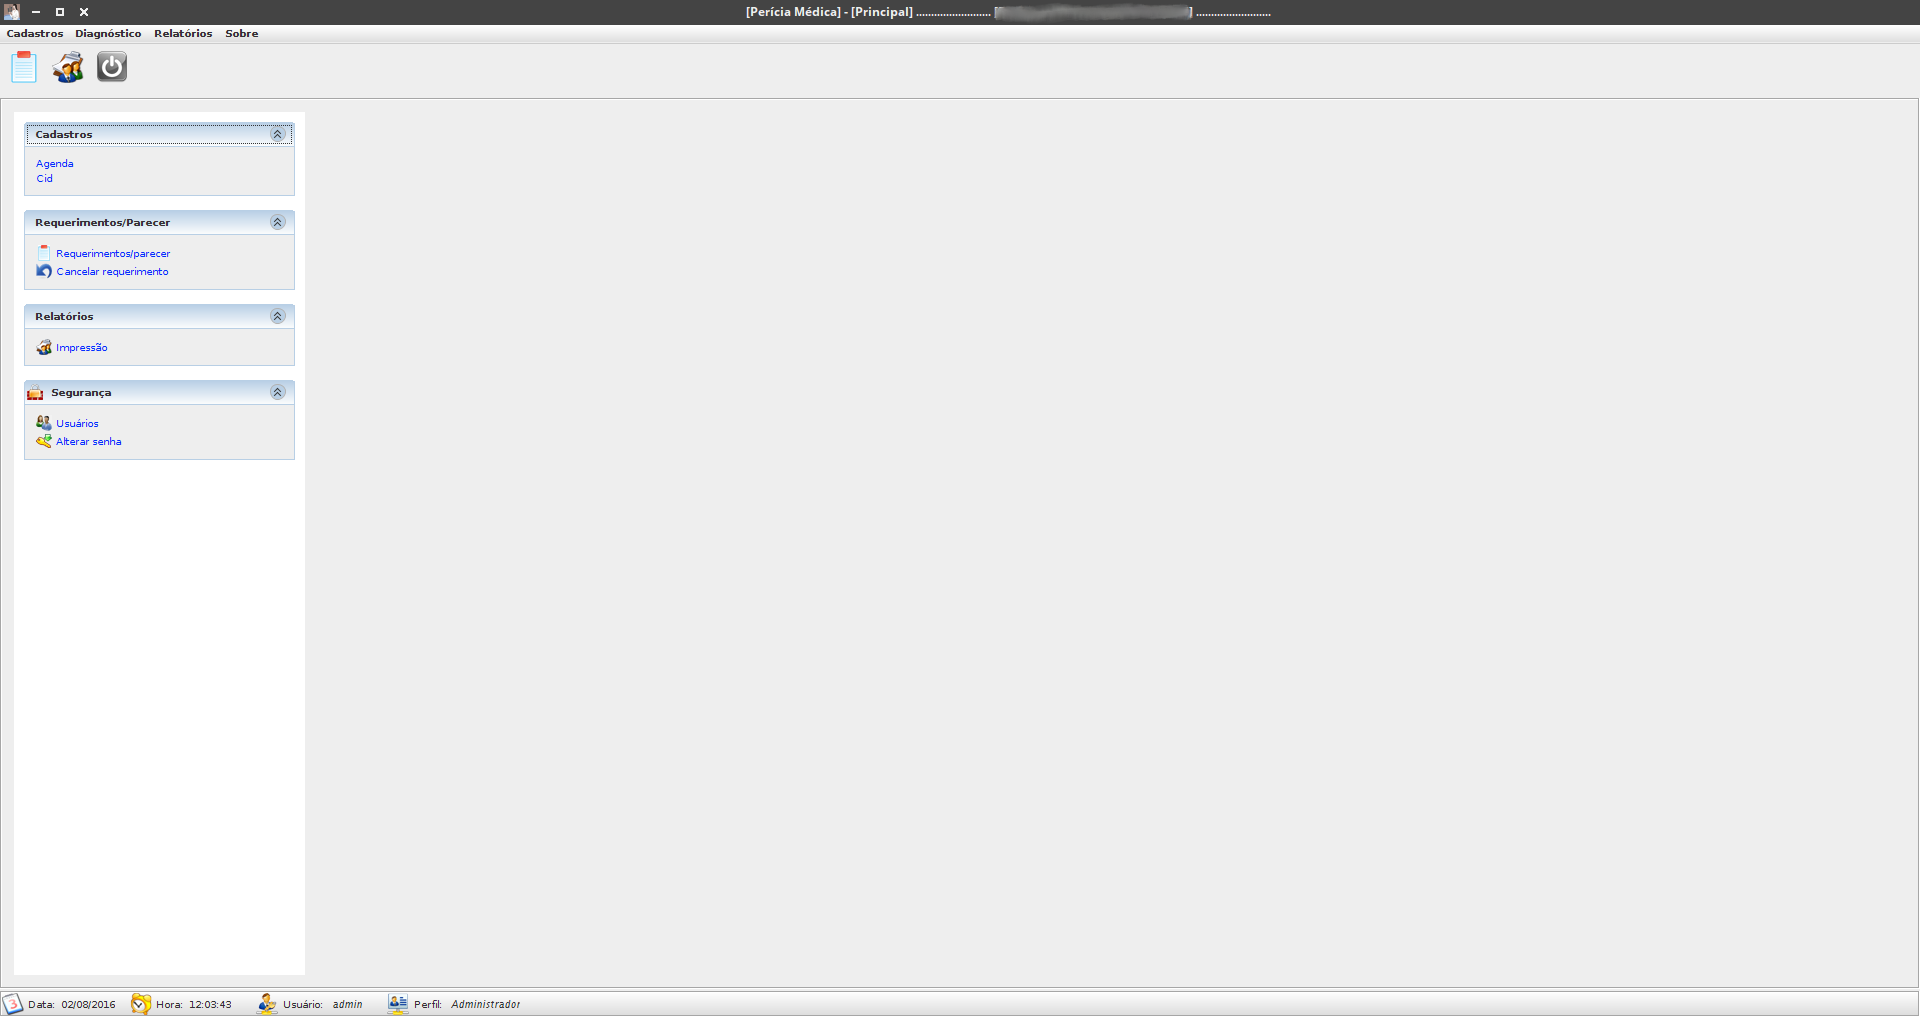 [Perícia Médica] - [Principal] ......................... [ ] .........................
Cadastros Diagnóstico Relatórios Sobre
Cadastros
Agenda
Cid
Requerimentos/Parecer
Requerimentos/parecer
Cancelar requerimento
Relatórios
Impressão
Segurança
Usuários
Alterar senha
3 Data: 02/08/2016 Hora: 12:03:43 Usuário: admin Perfil: Administrador